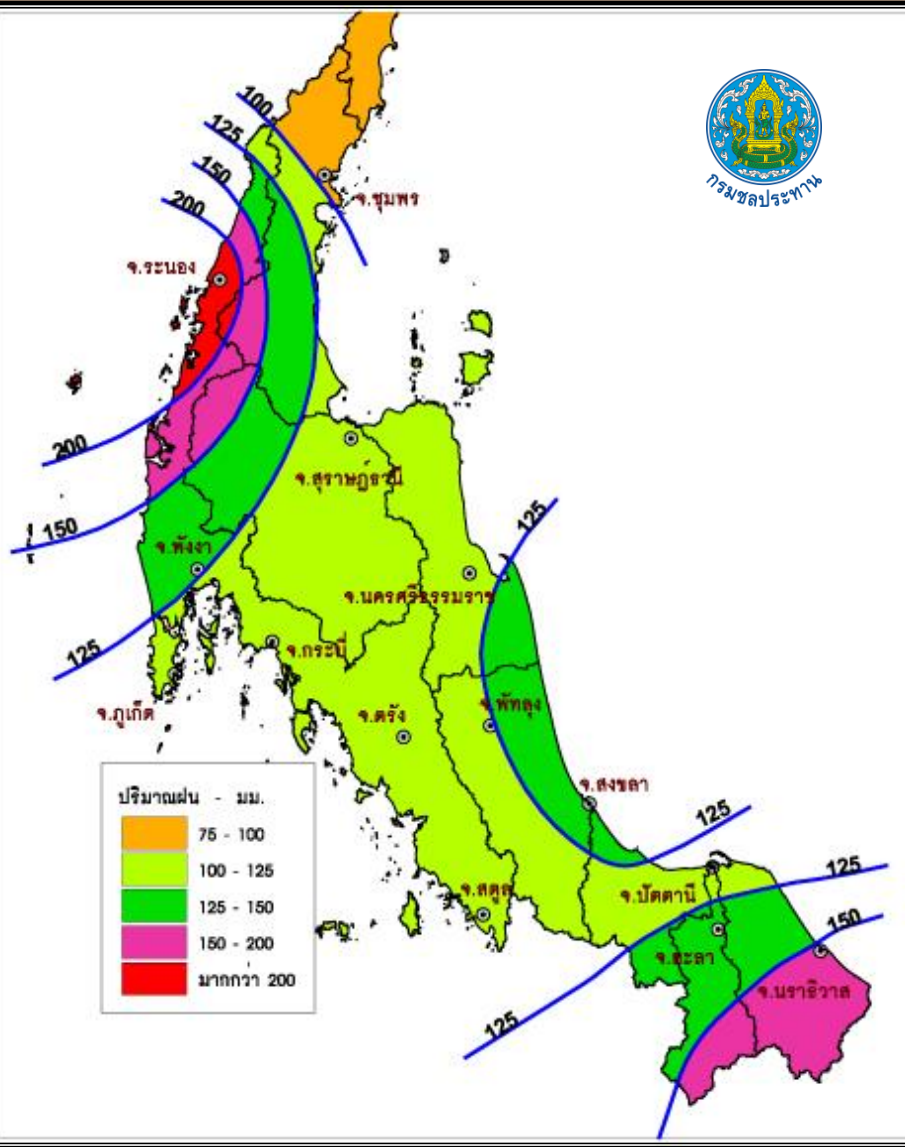 กรมชลประทาน
100
125
150
200
จ.ชุมพร
จ.ระนอง
200
จ.สุราษฎ์ธานี
125
150
จ.พังงา
จ.นครศรีธรรมราช
จ.กระบี่
125
จ.ภูเก็ต
จ.ตรัง
จ.พัทลุง
จ.สงขลา
125
ปริมาณฝน - มม.
75 - 100
100 - 125
125 - 150
150 - 200
มากกว่า 200
125
จ.สตูล
จ.ปัตตานี
150
จ.ยะลา
จ.นราธิวาส
125